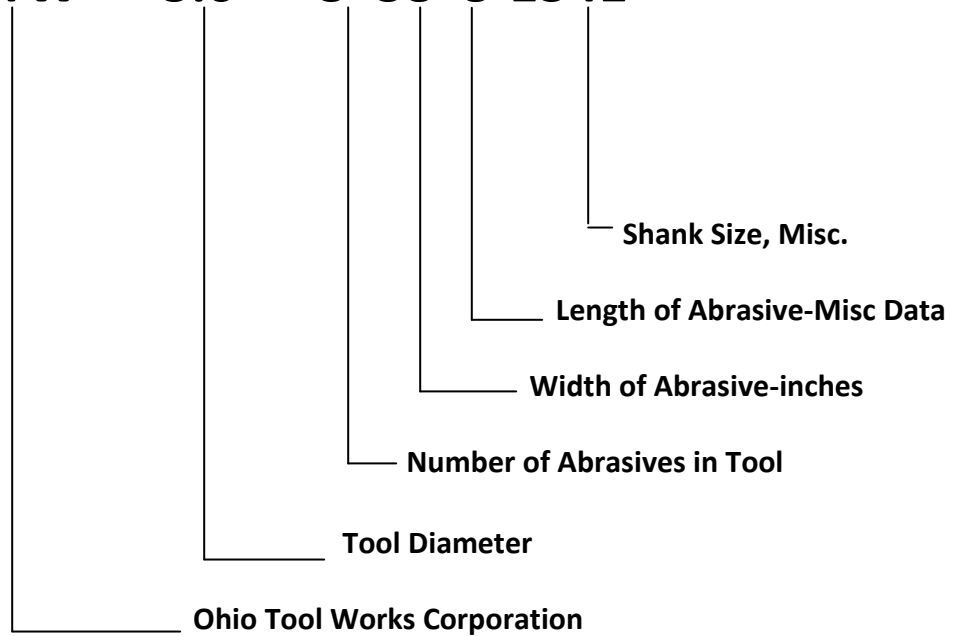 Shank Size, Misc.
Length of Abrasive-Misc Data
Width of Abrasive-inches
Number of Abrasives in Tool
Tool Diameter
Ohio Tool Works Corporation